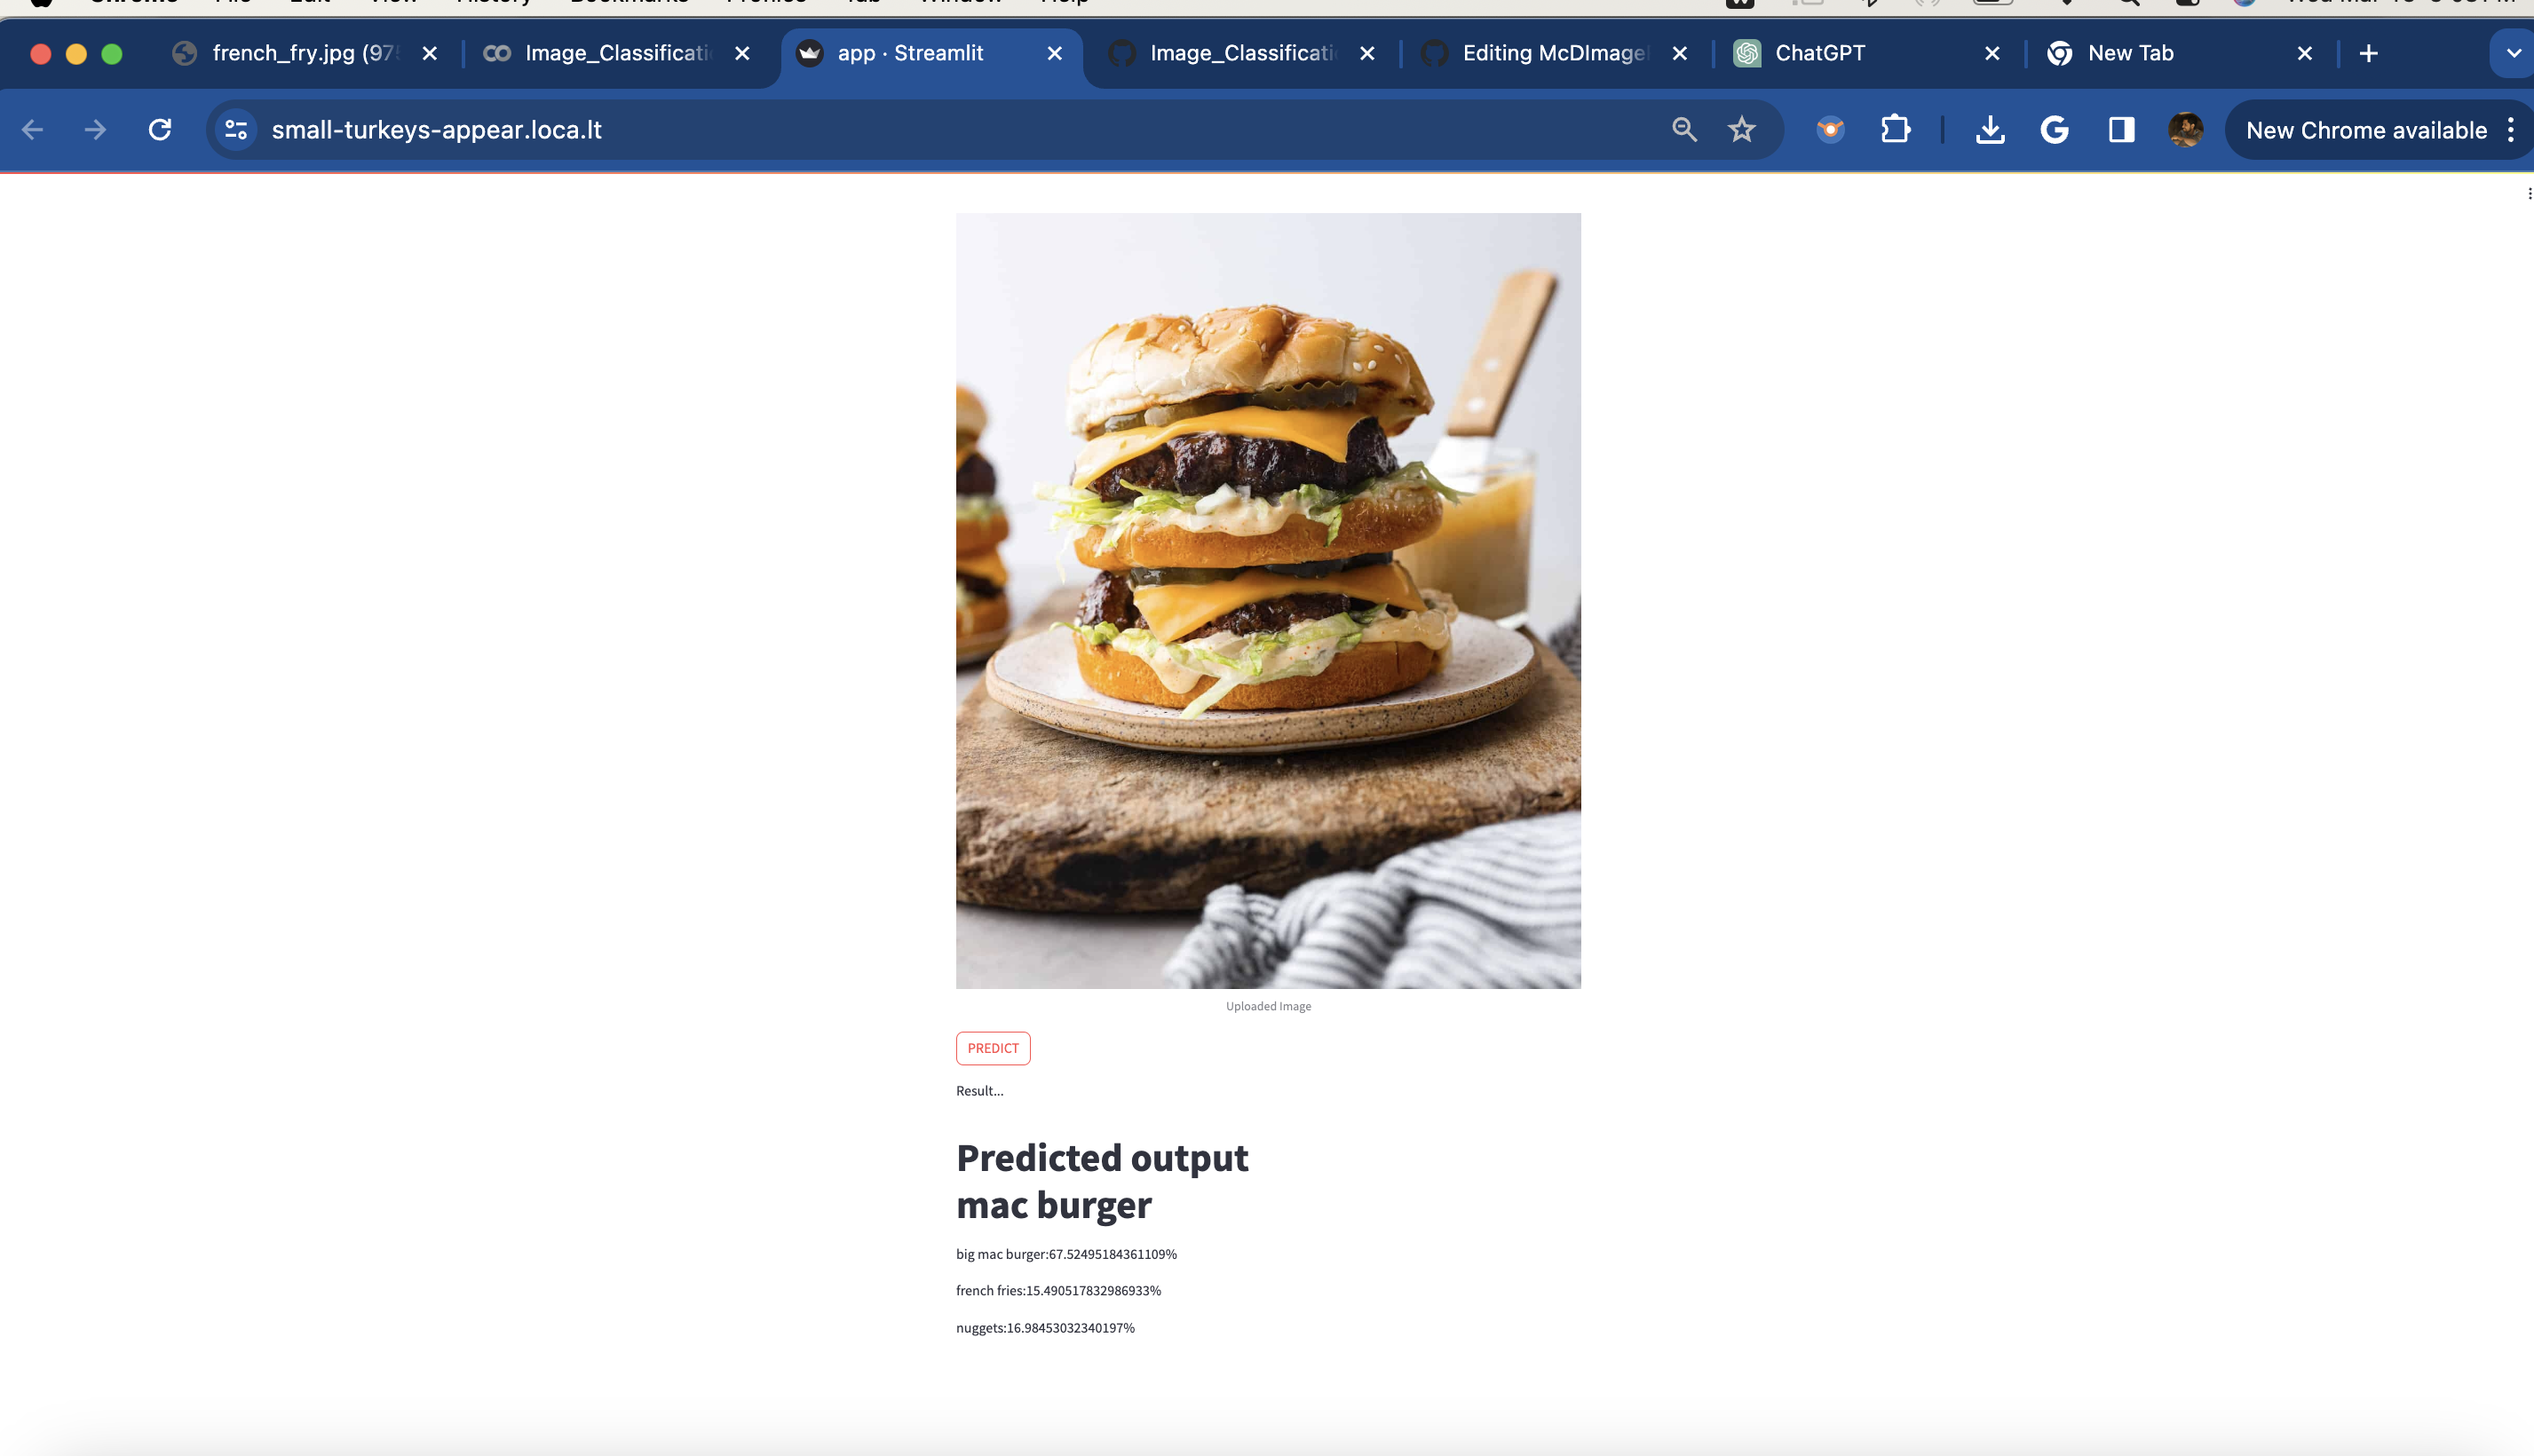 french_fry.jpg (975
Image_Classificati
app · Streamlit
Image_Classificati
Editing McDImage
ChatGPT
New Tab
small-turkeys-appear.loca.lt
New Chrome available
Uploaded Image
PREDICT
Result...
Predicted output
mac burger
big mac burger:67.52495184361109%
french fries:15.490517832986933%
nuggets:16.98453032340197%